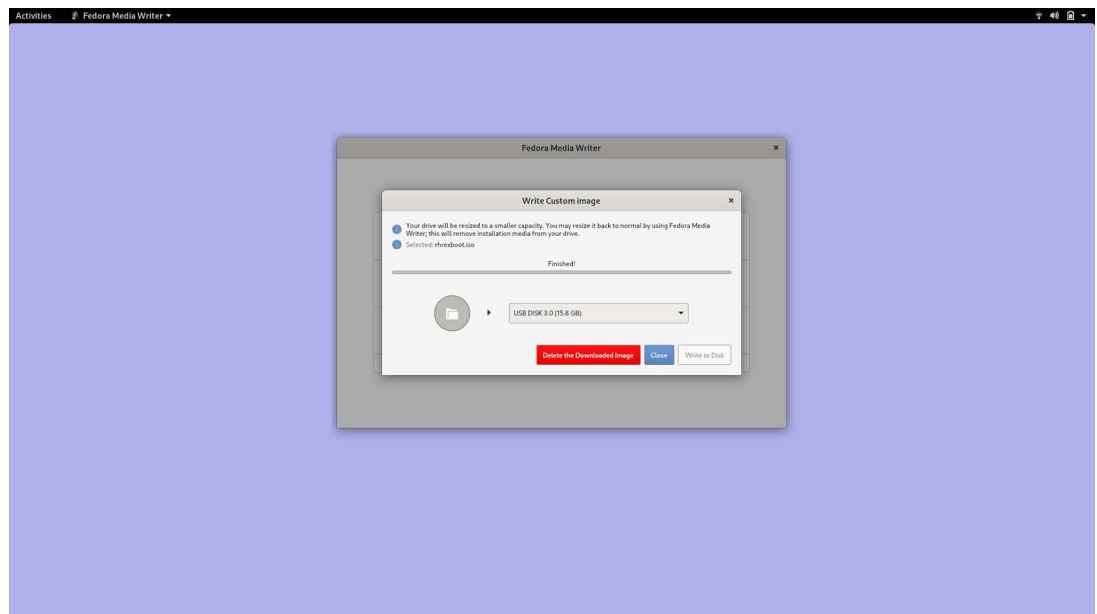 Activities Fedora Media Writer
Fedora Media Writer
Write Custom image
Your drive will be resized to a smaller capacity. You may resize it back to normal by using Fedora Media
Writer; this will remove installation media from your drive.
Selected: rhrexboot.iso
Finished!
USB DISK 3.0 (15.8 GB)
Delete the Downloaded Image Close Write to Disk